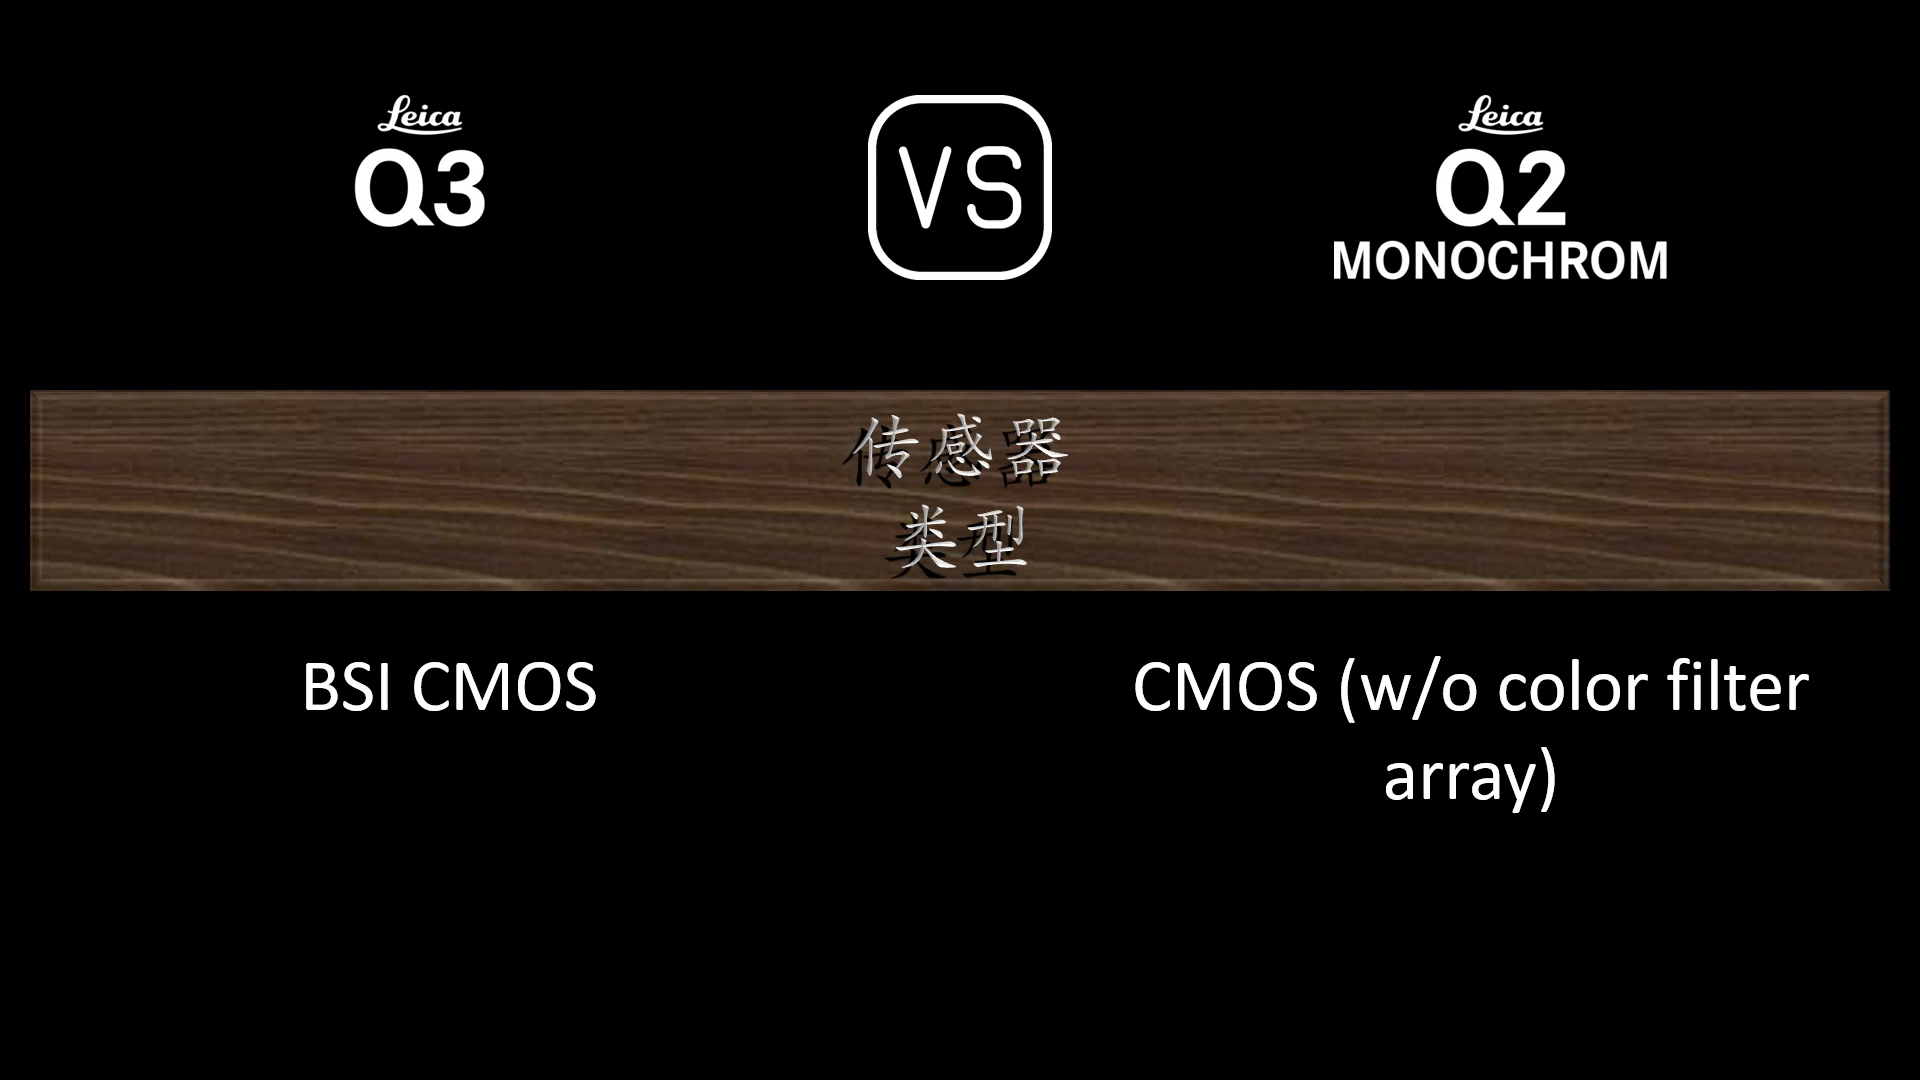 Leica
Q3
VS
Leica
Q2
MONOCHROM
传感器
类型
BSI CMOS
CMOS (w/o color filter
array)